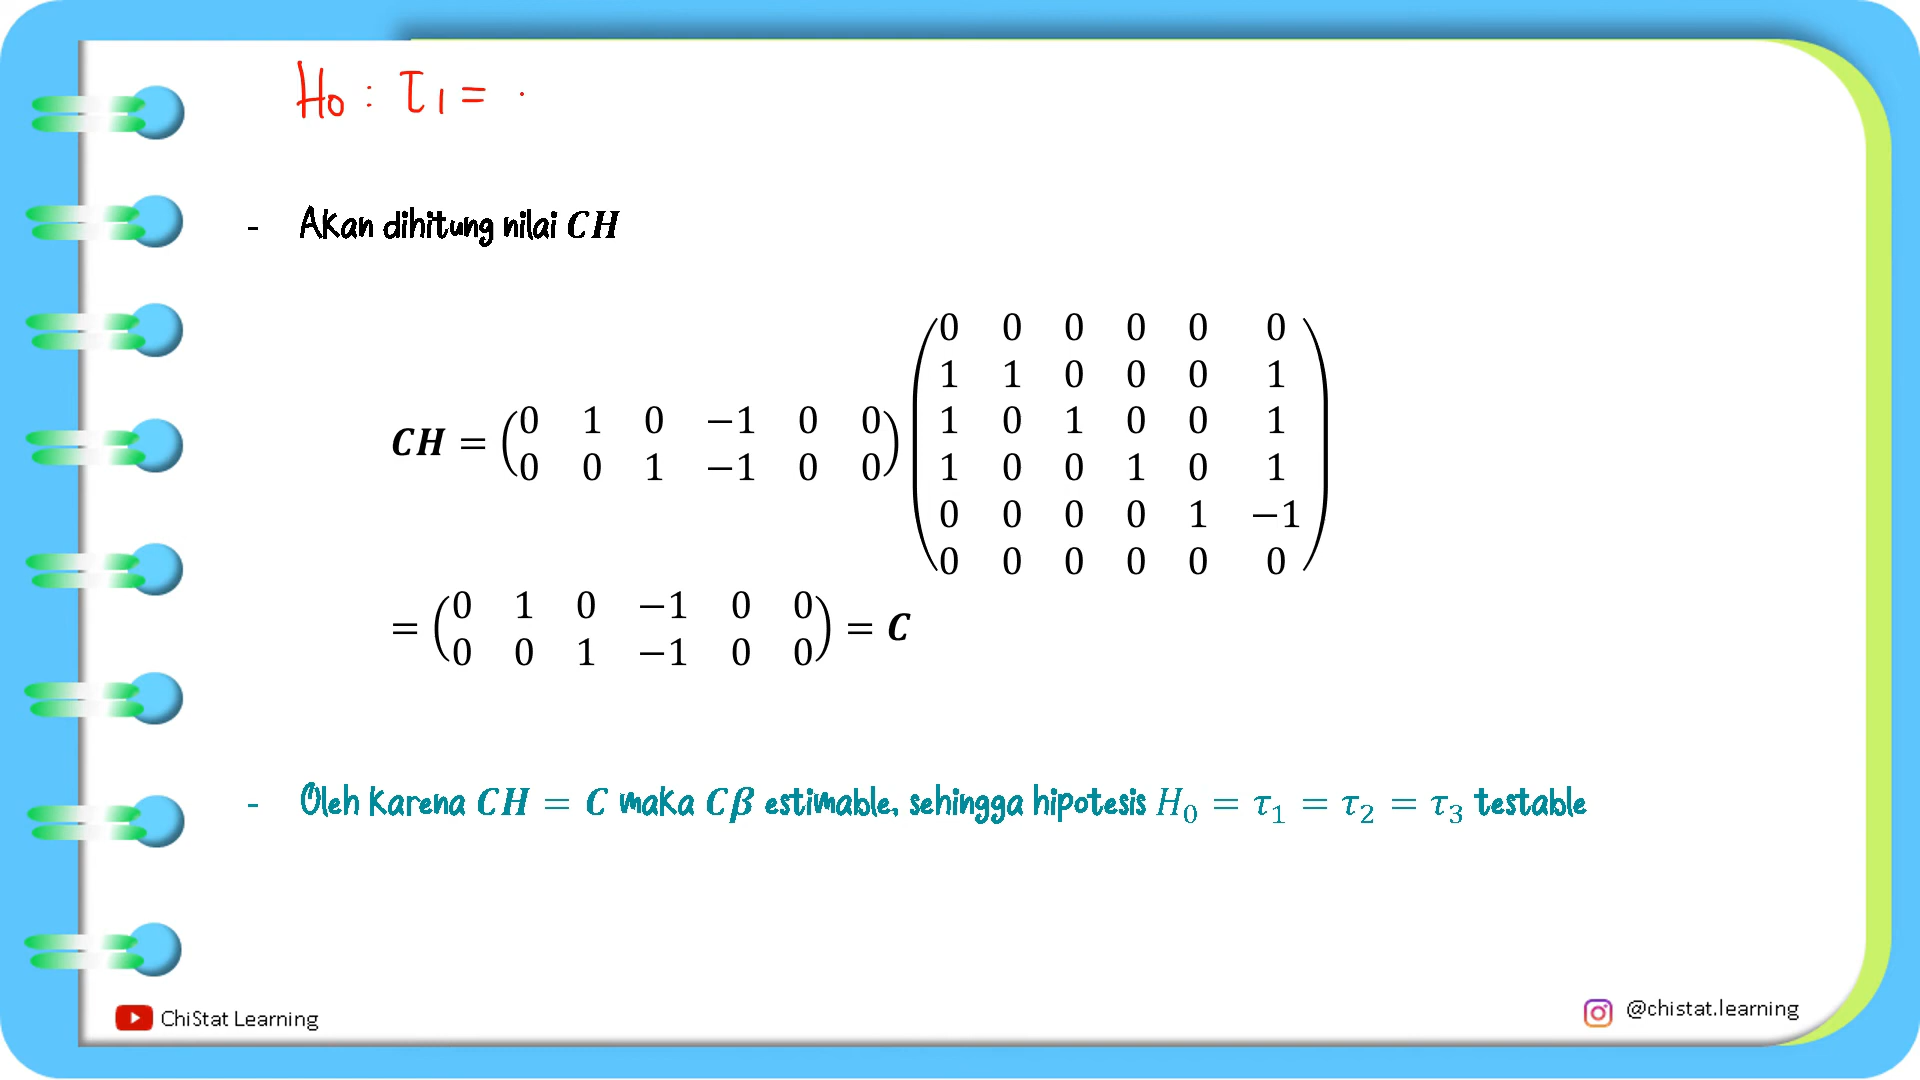 H0 : τ1 = ·
- Akan dihitung nilai CH
0 0 0 0 0 0
1 1 0 0 0 1
0 1 0 −1 0 0 1 0 1 0 0 1
CH = ( ) ( )
0 0 1 −1 0 0 1 0 0 1 0 1
0 0 0 0 1 −1
0 0 0 0 0 0
0 1 0 −1 0 0
= ( ) = C
0 0 1 −1 0 0
- Oleh karena CH = C maka Cβ estimable, sehingga hipotesis H₀ = τ₁ = τ₂ = τ₃ testable
ChiStat Learning
@chistat.learning